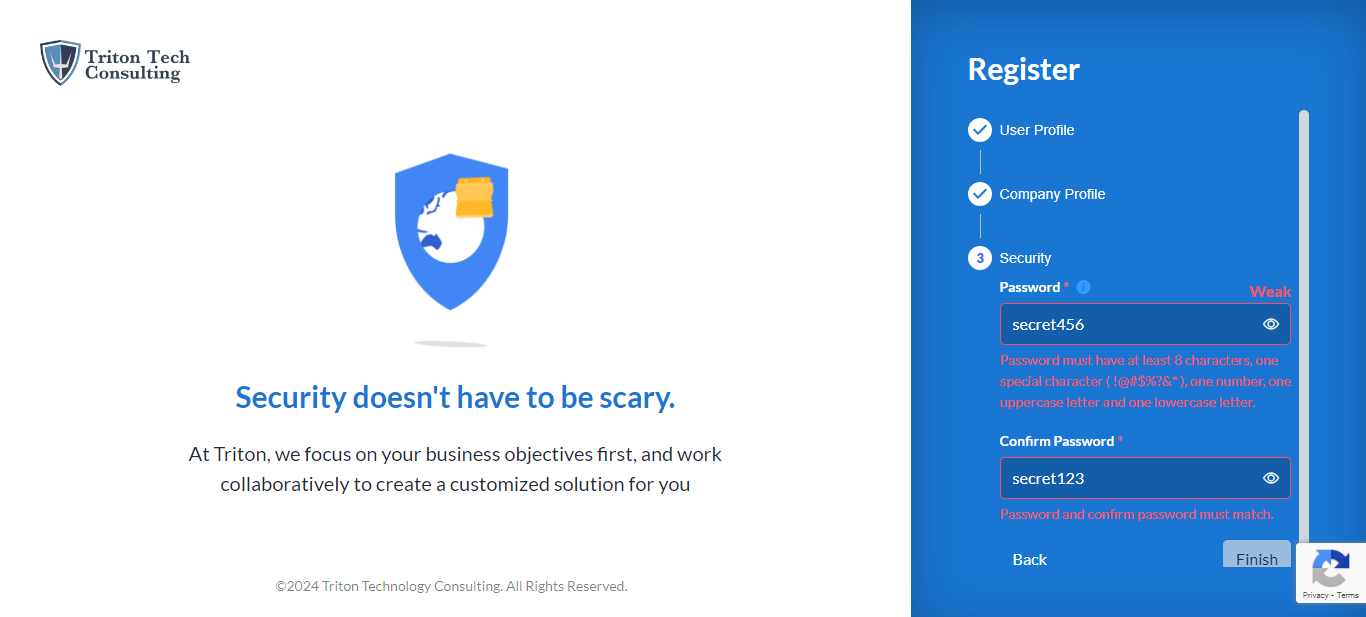 Triton Tech
Consulting
Security doesn't have to be scary.
At Triton, we focus on your business objectives first, and work
collaboratively to create a customized solution for you
©2024 Triton Technology Consulting. All Rights Reserved.
Register
User Profile
Company Profile
3 Security
Password * i
Weak
secret456
Password must have at least 8 characters, one
special character ( !@#$%?&* ), one number, one
uppercase letter and one lowercase letter.
Confirm Password *
secret123
Password and confirm password must match.
Back Finish
Privacy - Terms